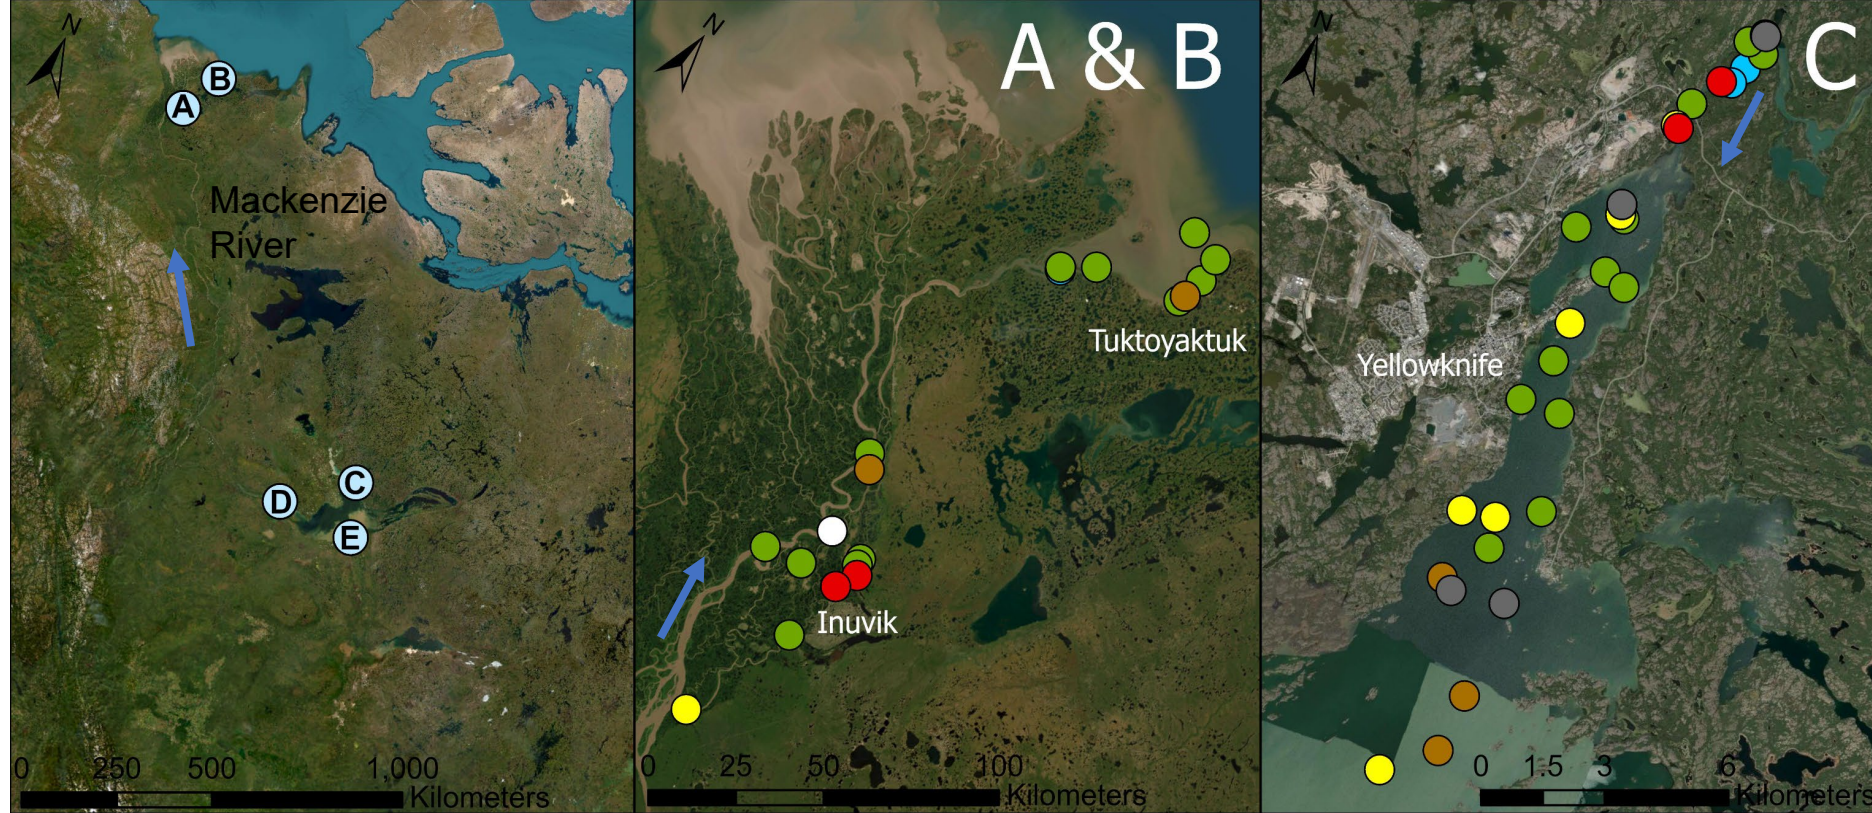 N
B
A
Mackenzie
River
C
D
E
0 250 500 1,000
Kilometers
N
A & B
Tuktoyaktuk
Inuvik
0 25 50 100
Kilometers
N
C
Yellowknife
0 1.5 3 6
Kilometers